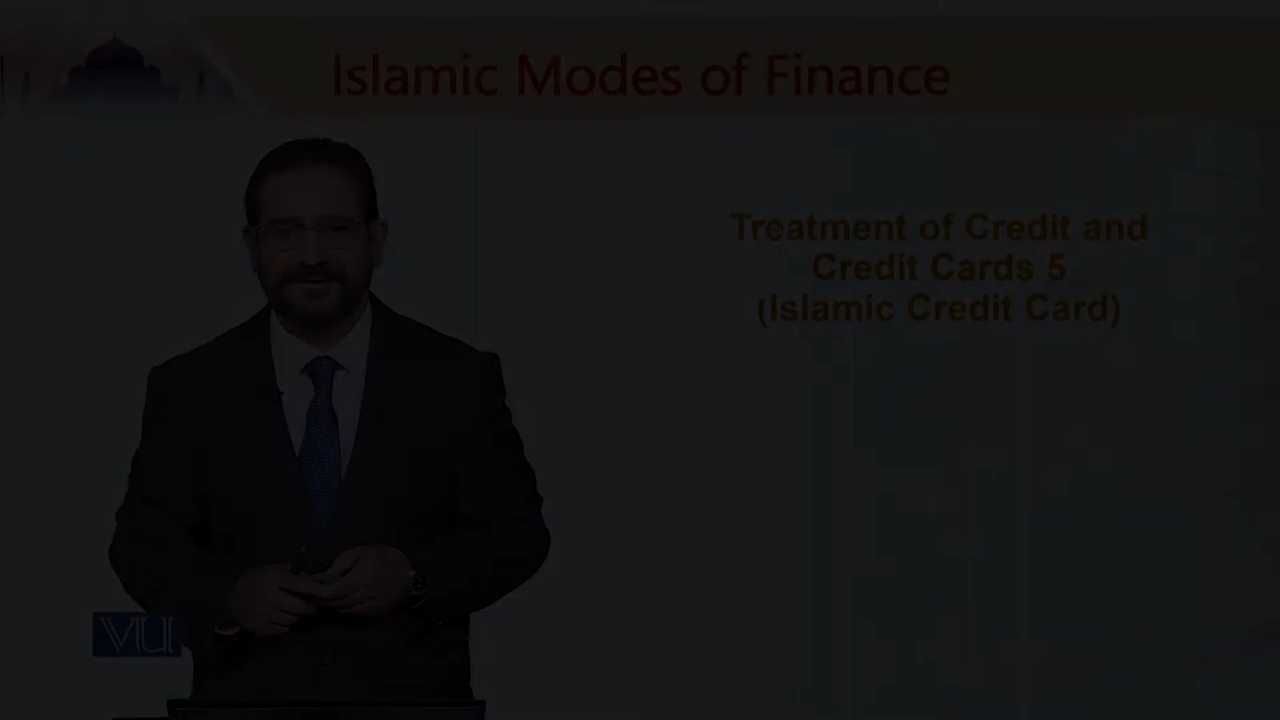 Islamic Modes of Finance
Treatment of Credit and
Credit Cards 5
(Islamic Credit Card)
VU